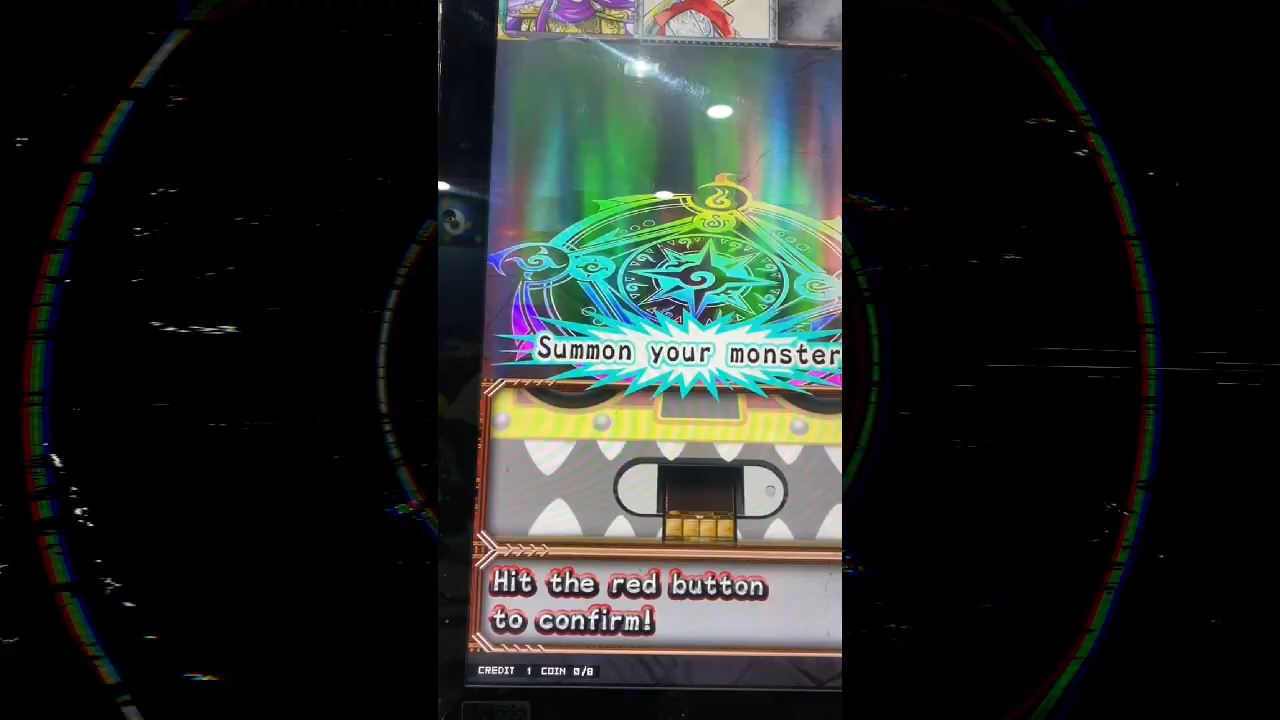 Summon your monster
Hit the red button
to confirm!
CREDIT 1 COIN 0/8